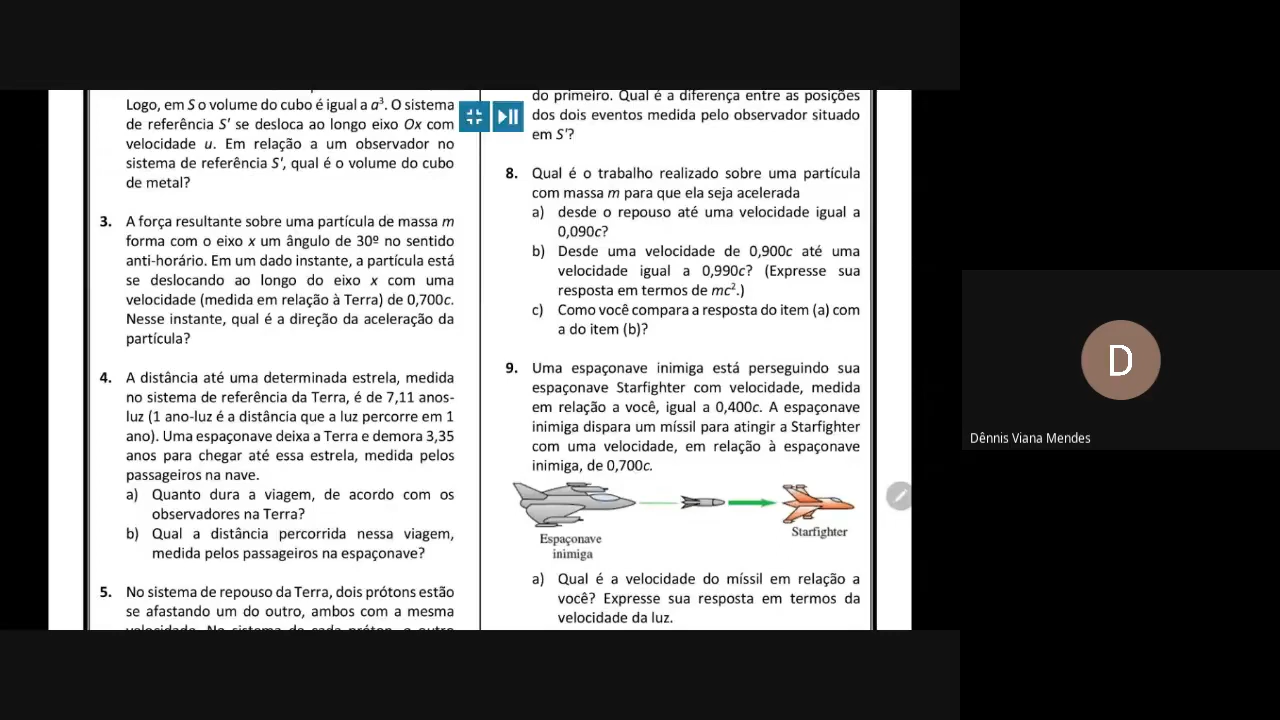 Logo, em S o volume do cubo é igual a a³. O sistema
de referência S' se desloca ao longo eixo Ox com
velocidade u. Em relação a um observador no
sistema de referência S', qual é o volume do cubo
de metal?
3. A força resultante sobre uma partícula de massa m
forma com o eixo x um ângulo de 30º no sentido
anti-horário. Em um dado instante, a partícula está
se deslocando ao longo do eixo x com uma
velocidade (medida em relação à Terra) de 0,700c.
Nesse instante, qual é a direção da aceleração da
partícula?
4. A distância até uma determinada estrela, medida
no sistema de referência da Terra, é de 7,11 anos-
luz (1 ano-luz é a distância que a luz percorre em 1
ano). Uma espaçonave deixa a Terra e demora 3,35
anos para chegar até essa estrela, medida pelos
passageiros na nave.
a) Quanto dura a viagem, de acordo com os
observadores na Terra?
b) Qual a distância percorrida nessa viagem,
medida pelos passageiros na espaçonave?
5. No sistema de repouso da Terra, dois prótons estão
se afastando um do outro, ambos com a mesma
velocidade. No sistema de cada próton, o outro
do primeiro. Qual é a diferença entre as posições
dos dois eventos medida pelo observador situado
em S'?
8. Qual é o trabalho realizado sobre uma partícula
com massa m para que ela seja acelerada
a) desde o repouso até uma velocidade igual a
0,090c?
b) Desde uma velocidade de 0,900c até uma
velocidade igual a 0,990c? (Expresse sua
resposta em termos de mc².)
c) Como você compara a resposta do item (a) com
a do item (b)?
9. Uma espaçonave inimiga está perseguindo sua
espaçonave Starfighter com velocidade, medida
em relação a você, igual a 0,400c. A espaçonave
inimiga dispara um míssil para atingir a Starfighter
com uma velocidade, em relação à espaçonave
inimiga, de 0,700c.
Espaçonave
inimiga
Starfighter
a) Qual é a velocidade do míssil em relação a
você? Expresse sua resposta em termos da
velocidade da luz.
D
Dênnis Viana Mendes